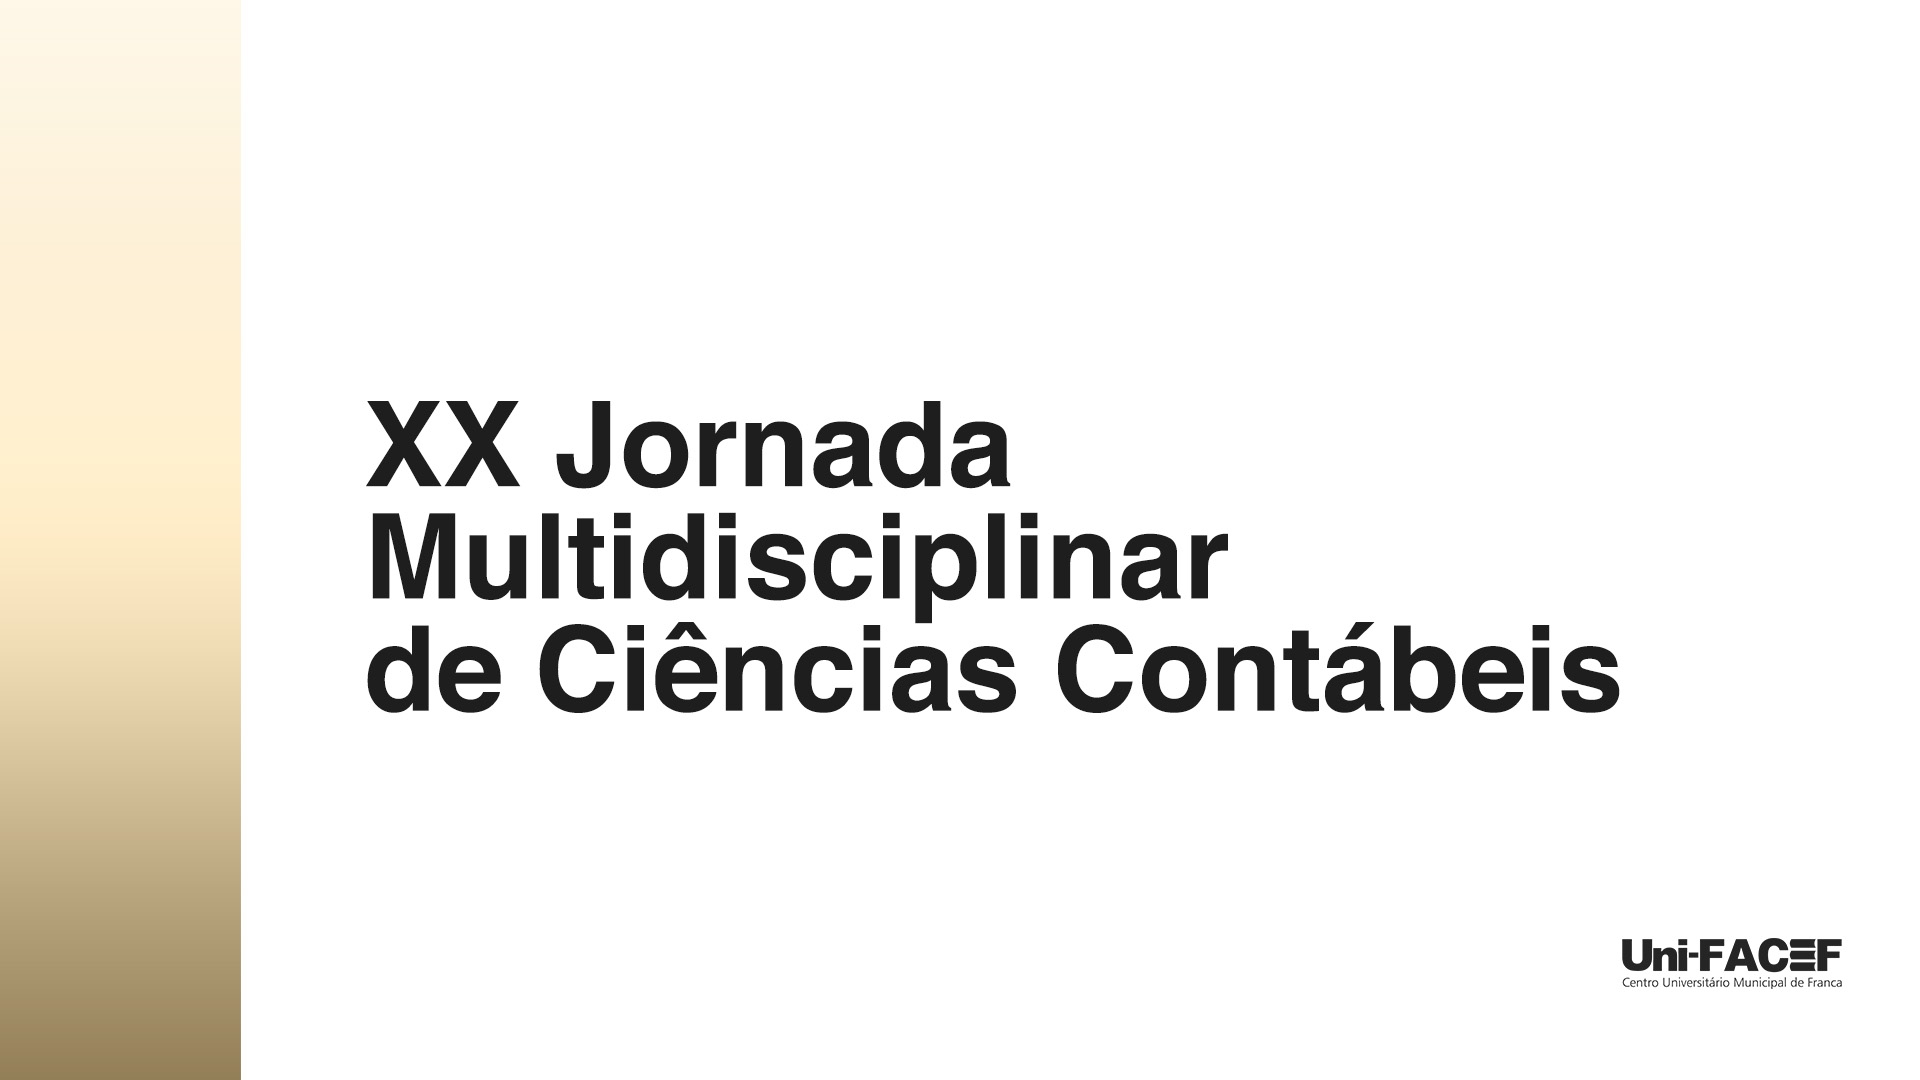 XX Jornada
Multidisciplinar
de Ciências Contábeis
Uni-FACEF
Centro Universitário Municipal de Franca